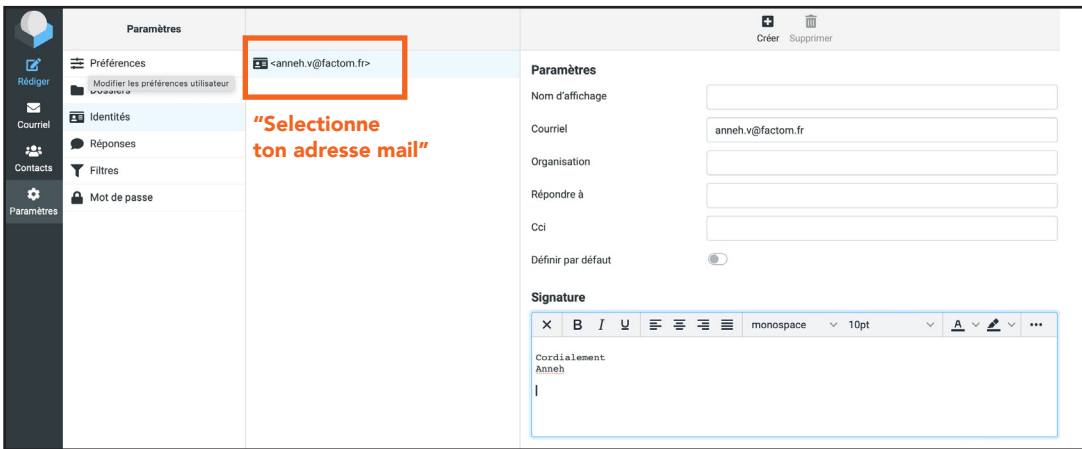 Paramètres
Créer
Supprimer
Rédiger
Courriel
Contacts
Paramètres
Préférences
Modifier les préférences utilisateur
Dossiers
Identités
Réponses
Filtres
Mot de passe
<anneh.v@factom.fr>
"Selectionne
ton adresse mail"
Paramètres
Nom d'affichage
Courriel
anneh.v@factom.fr
Organisation
Répondre à
Cci
Définir par défaut
Signature
B I U monospace 10pt A
Cordialement
Anneh